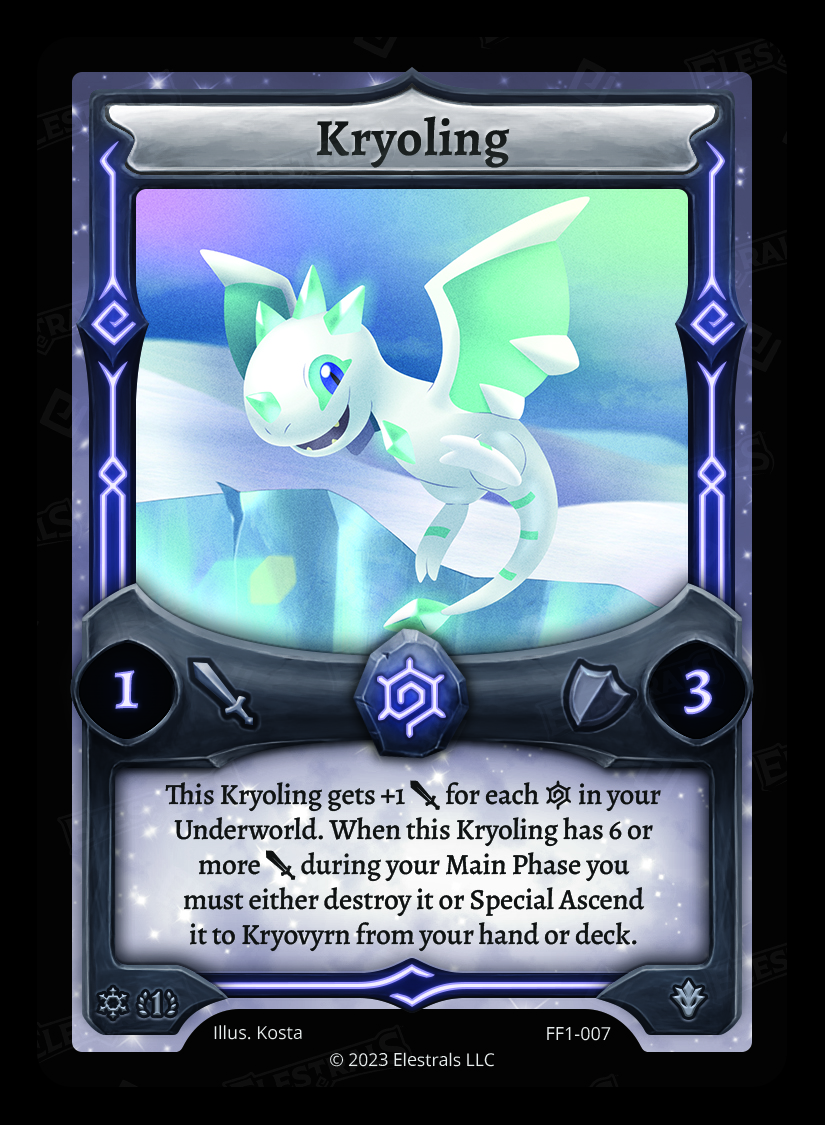 Kryoling
1
3
This Kryoling gets +1 for each in your
Underworld. When this Kryoling has 6 or
more during your Main Phase you
must either destroy it or Special Ascend
it to Kryovyrn from your hand or deck.
1
Illus. Kosta
FF1-007
© 2023 Elestrals LLC